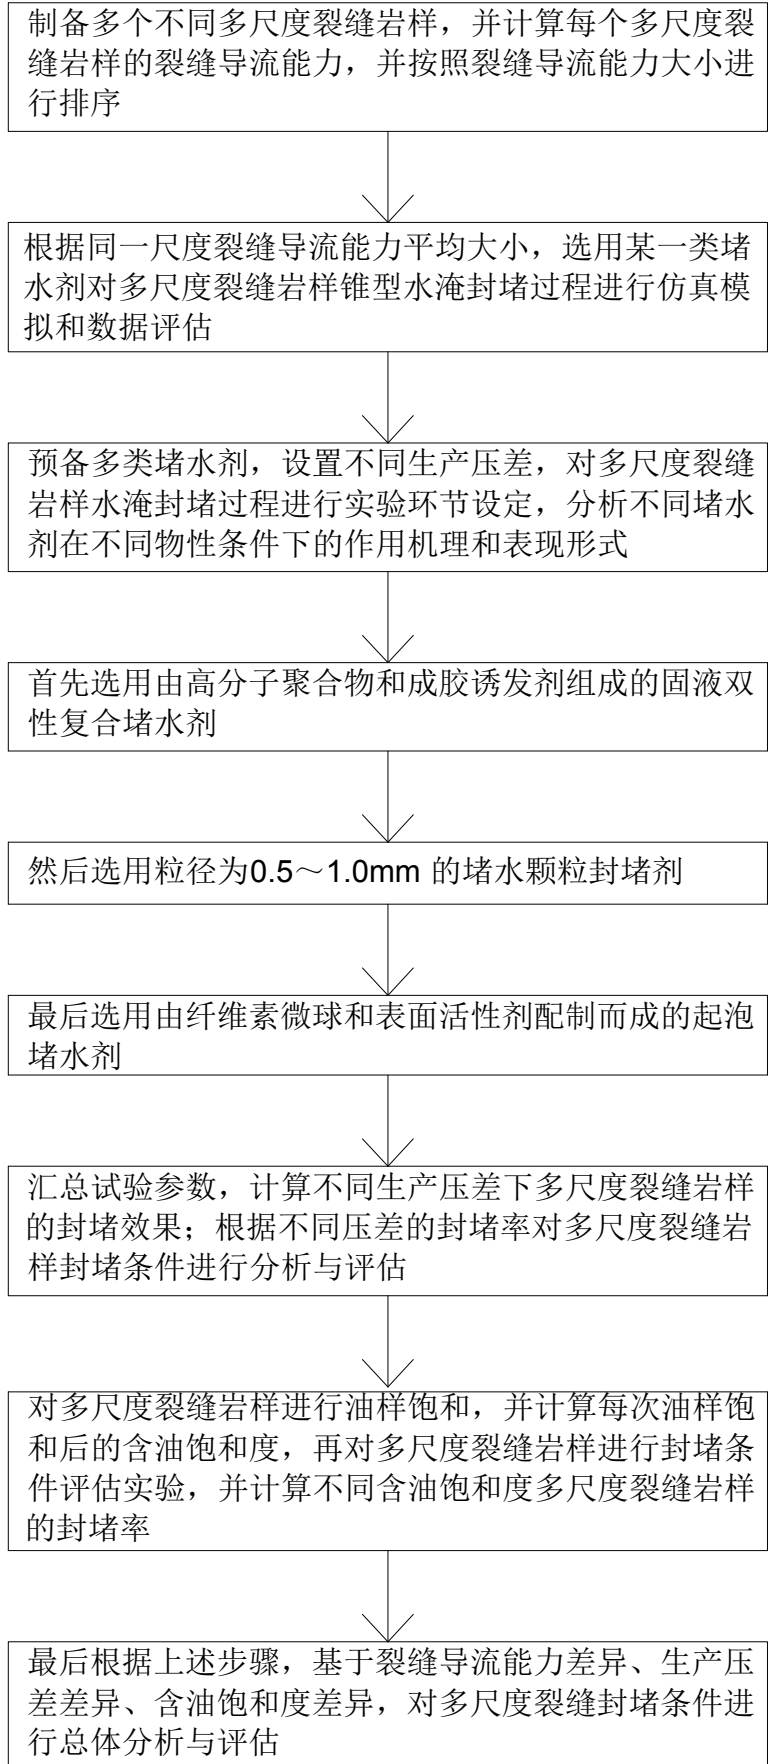 制备多个不同多尺度裂缝岩样，并计算每个多尺度裂
缝岩样的裂缝导流能力，并按照裂缝导流能力大小进
行排序
根据同一尺度裂缝导流能力平均大小，选用某一类堵
水剂对多尺度裂缝岩样锥型水淹封堵过程进行仿真模
拟和数据评估
预备多类堵水剂，设置不同生产压差，对多尺度裂缝
岩样水淹封堵过程进行实验环节设定，分析不同堵水
剂在不同物性条件下的作用机理和表现形式
首先选用由高分子聚合物和成胶诱发剂组成的固液双
性复合堵水剂
然后选用粒径为0.5～1.0mm 的堵水颗粒封堵剂
最后选用由纤维素微球和表面活性剂配制而成的起泡
堵水剂
汇总试验参数，计算不同生产压差下多尺度裂缝岩样
的封堵效果；根据不同压差的封堵率对多尺度裂缝岩
样封堵条件进行分析与评估
对多尺度裂缝岩样进行油样饱和，并计算每次油样饱
和后的含油饱和度，再对多尺度裂缝岩样进行封堵条
件评估实验，并计算不同含油饱和度多尺度裂缝岩样
的封堵率
最后根据上述步骤，基于裂缝导流能力差异、生产压
差差异、含油饱和度差异，对多尺度裂缝封堵条件进
行总体分析与评估